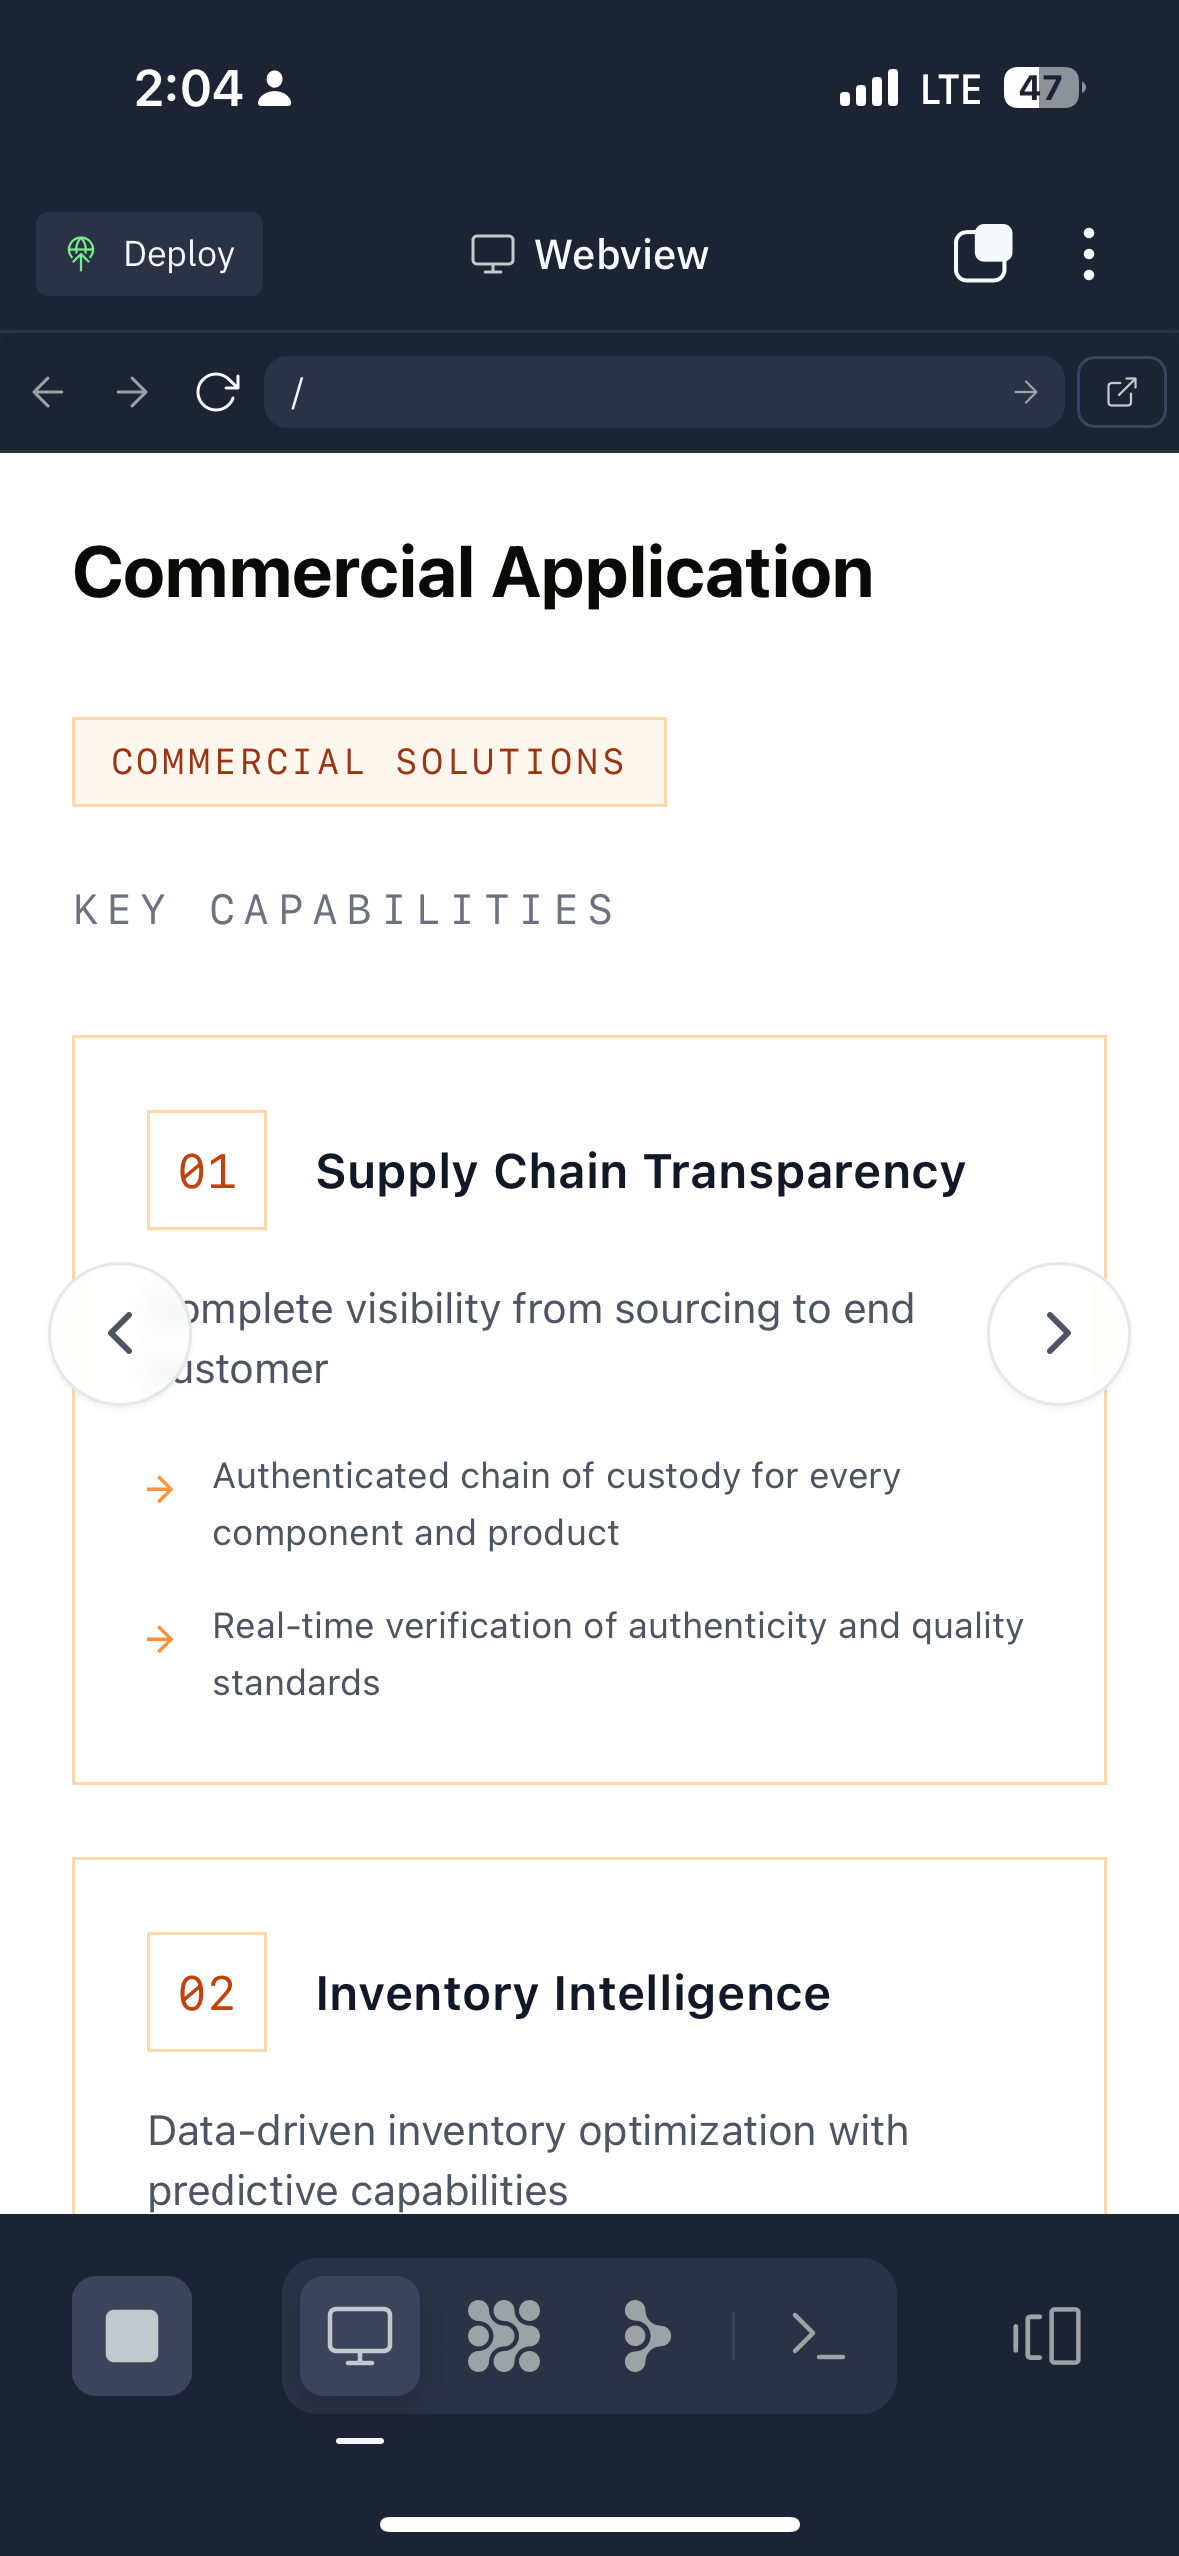 2:04
LTE 47
Deploy
Webview
/
Commercial Application
COMMERCIAL SOLUTIONS
KEY CAPABILITIES
01
Supply Chain Transparency
omplete visibility from sourcing to end
ustomer
→ Authenticated chain of custody for every
component and product
→ Real-time verification of authenticity and quality
standards
02
Inventory Intelligence
Data-driven inventory optimization with
predictive capabilities